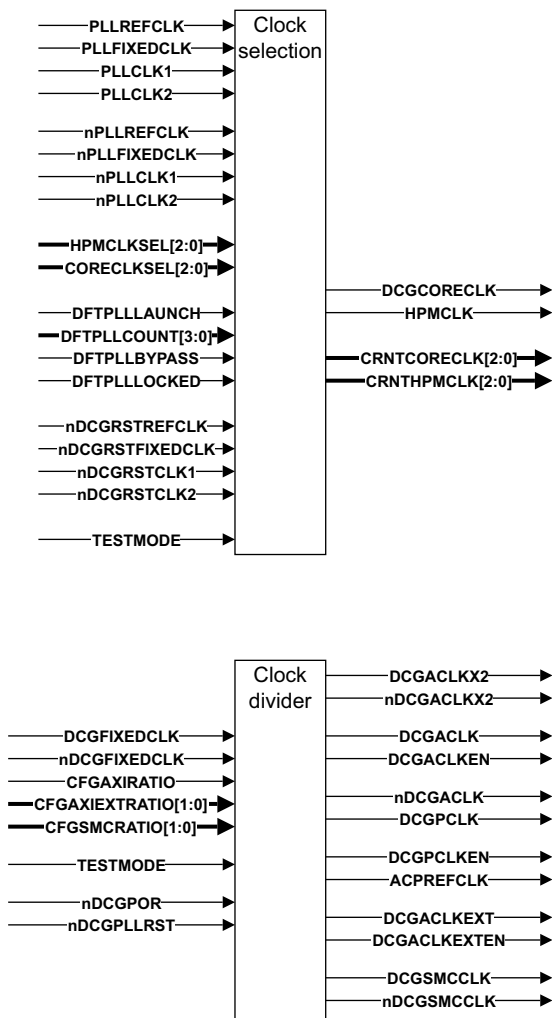 Clock
selection
PLLREFCLK
PLLFIXEDCLK
PLLCLK1
PLLCLK2
nPLLREFCLK
nPLLFIXEDCLK
nPLLCLK1
nPLLCLK2
HPMCLKSEL[2:0]
CORECLKSEL[2:0]
DFTPLLLAUNCH
DFTPLLCOUNT[3:0]
DFTPLLBYPASS
DFTPLLLOCKED
nDCGRSTREFCLK
nDCGRSTFIXEDCLK
nDCGRSTCLK1
nDCGRSTCLK2
TESTMODE
DCGCORECLK
HPMCLK
CRNTCORECLK[2:0]
CRNTHPMCLK[2:0]
Clock
divider
DCGFIXEDCLK
nDCGFIXEDCLK
CFGAXIRATIO
CFGAXIEXTRATIO[1:0]
CFGSMCRATIO[1:0]
TESTMODE
nDCGPOR
nDCGPLLRST
DCGACLKX2
nDCGACLKX2
DCGACLK
DCGACLKEN
nDCGACLK
DCGPCLK
DCGPCLKEN
ACPREFCLK
DCGACLKEXT
DCGACLKEXTEN
DCGSMCCLK
nDCGSMCCLK